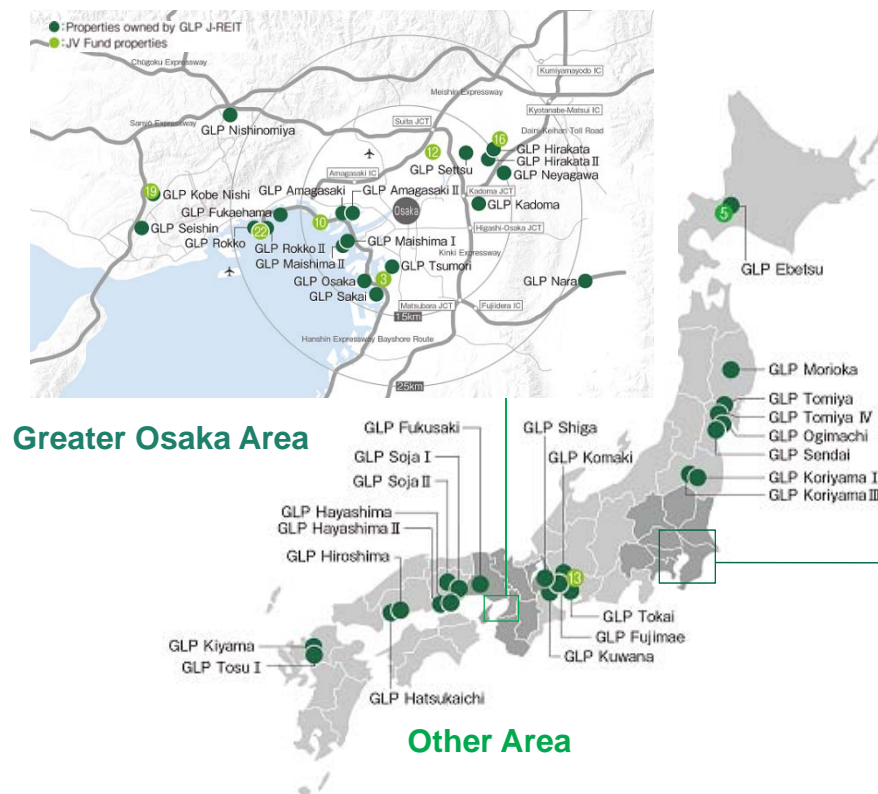 ●:Properties owned by GLP J-REIT
●:JV Fund properties
Chūgoku Expressway
Kumiyamayodo IC
Meishin Expressway
Kyotanabe-Matsui IC
Sanyō Expressway
Suita JCT
Daini-Keihan Toll Road
GLP Nishinomiya
16
12
GLP Hirakata
GLP Hirakata II
GLP Settsu
GLP Neyagawa
Amagasaki IC
19
GLP Kobe Nishi
GLP Amagasaki
GLP Amagasaki II
Kadoma JCT
GLP Kadoma
Osaka
GLP Fukaehama
10
GLP Seishin
22
Higashi-Osaka JCT
GLP Rokko
GLP Rokko II
GLP Maishima I
GLP Maishima II
Kinki Expressway
GLP Tsumori
GLP Osaka
3
GLP Nara
GLP Sakai
Matsubara JCT
Fujiidera IC
15km
Hanshin Expressway Bayshore Route
25km
5
GLP Ebetsu
Greater Osaka Area
GLP Morioka
GLP Tomiya
GLP Tomiya IV
GLP Ogimachi
GLP Sendai
GLP Koriyama I
GLP Koriyama III
GLP Fukusaki
GLP Shiga
GLP Soja I
GLP Komaki
GLP Soja II
GLP Hayashima
GLP Hayashima II
GLP Hiroshima
13
GLP Tokai
GLP Fujimae
GLP Kuwana
GLP Kiyama
GLP Tosu I
GLP Hatsukaichi
Other Area